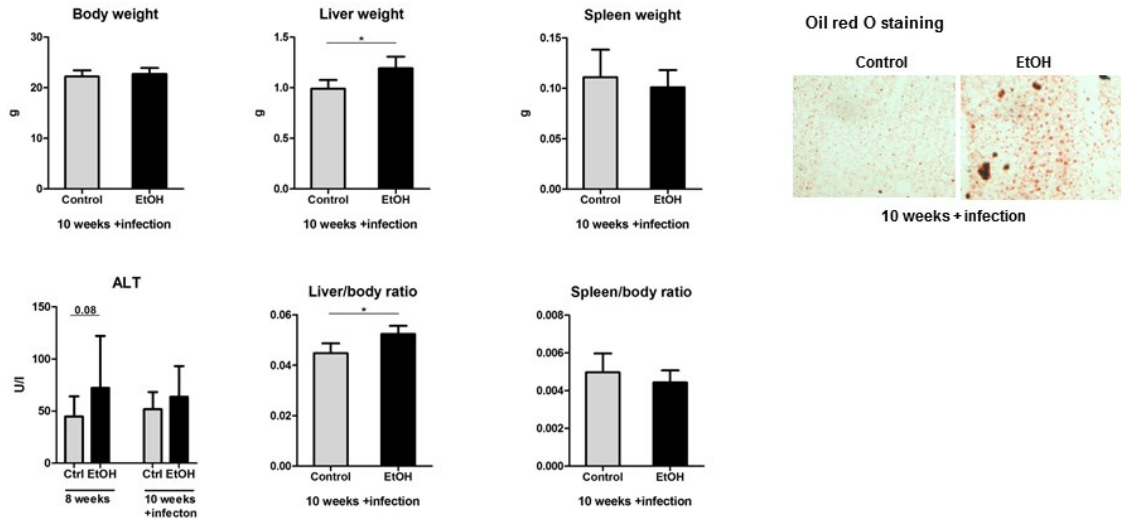 Body weight
30
20
10
0
g
Control EtOH
10 weeks +infection
Liver weight
*
1.5
1.0
0.5
0.0
g
Control EtOH
10 weeks +infection
Spleen weight
0.15
0.10
0.05
0.00
g
Control EtOH
10 weeks +infection
Oil red O staining
Control EtOH
10 weeks + infection
ALT
0.08
150
100
50
0
U/l
Ctrl EtOH Ctrl EtOH
8 weeks 10 weeks
+infecton
Liver/body ratio
*
0.06
0.04
0.02
0.00
Control EtOH
10 weeks +infection
Spleen/body ratio
0.008
0.006
0.004
0.002
0.000
Control EtOH
10 weeks +infection